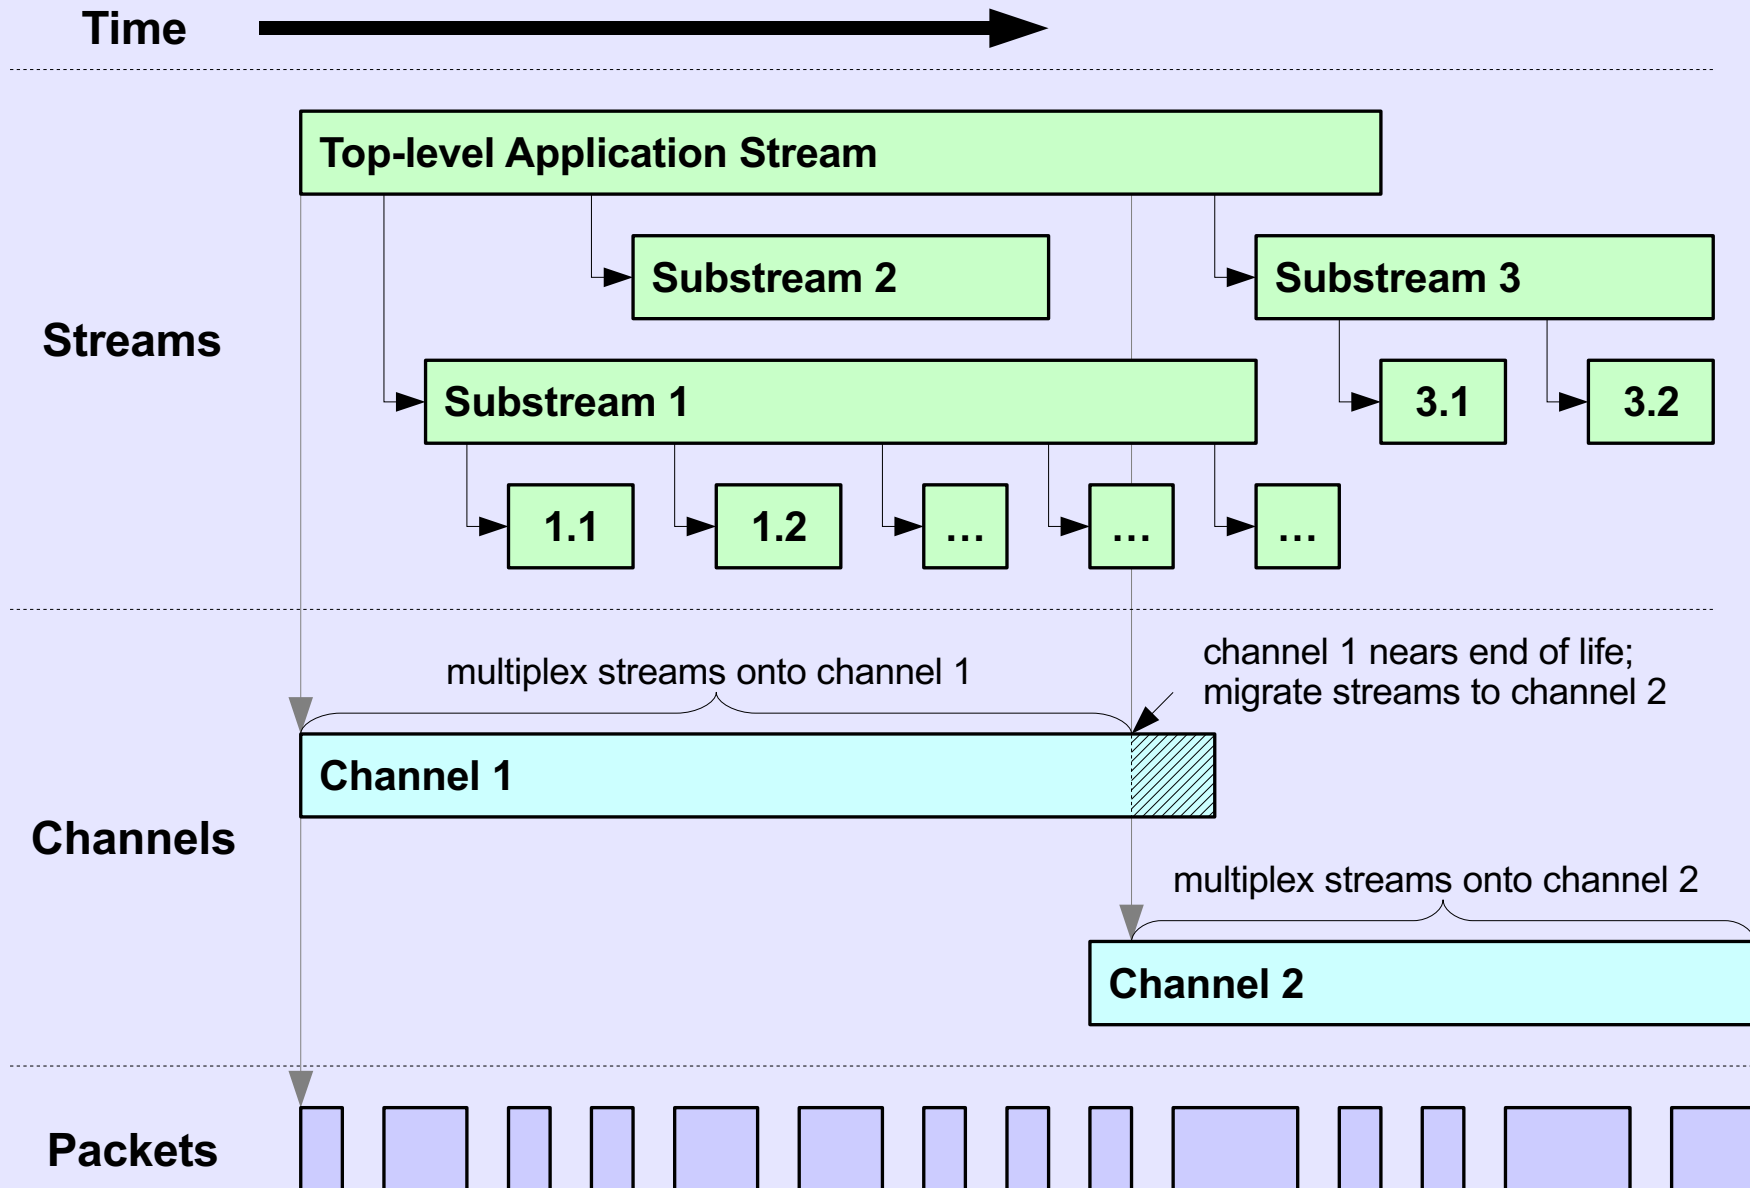 Time
Top-level Application Stream
Substream 2
Substream 3
Streams
Substream 1
3.1
3.2
1.1
1.2
...
...
...
multiplex streams onto channel 1
channel 1 nears end of life;
migrate streams to channel 2
Channel 1
Channels
multiplex streams onto channel 2
Channel 2
Packets